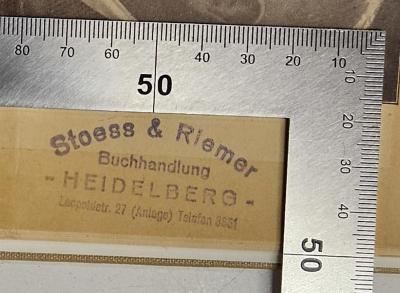 80 70 60 50 40 30 20 10
10
20
30
40
50
Stoess & Riemer
Buchhandlung
- HEIDELBERG -
Leopoldstr. 27 (Anlage) Telefon